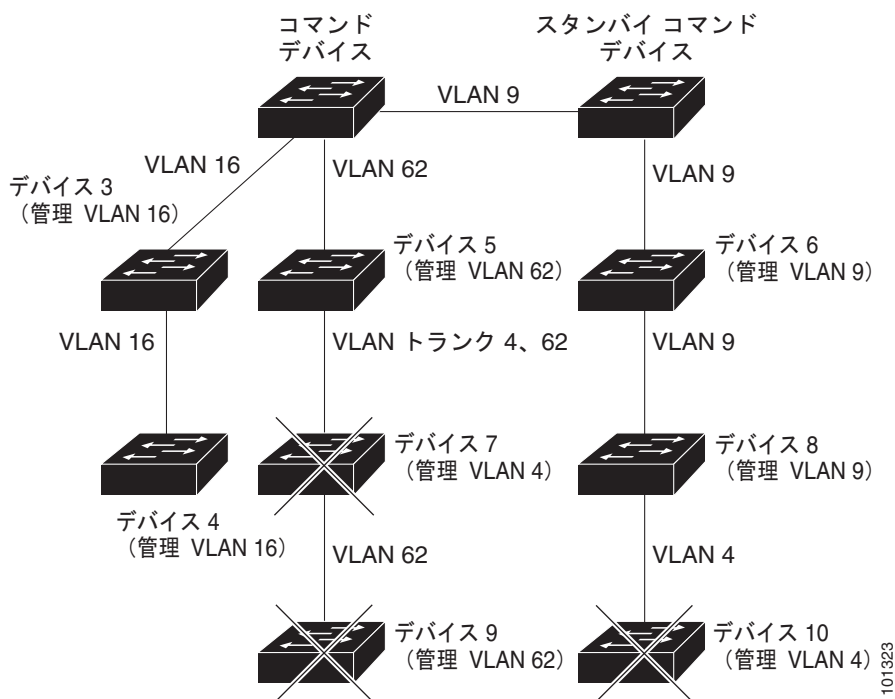 コマンド
デバイス
スタンバイ コマンド
デバイス
VLAN 9
VLAN 16
VLAN 62
VLAN 9
デバイス 3
（管理 VLAN 16）
デバイス 5
（管理 VLAN 62）
デバイス 6
（管理 VLAN 9）
VLAN 16
VLAN トランク 4、62
VLAN 9
デバイス 7
（管理 VLAN 4）
デバイス 8
（管理 VLAN 9）
デバイス 4
（管理 VLAN 16）
VLAN 62
VLAN 4
デバイス 9
（管理 VLAN 62）
デバイス 10
（管理 VLAN 4）
101323